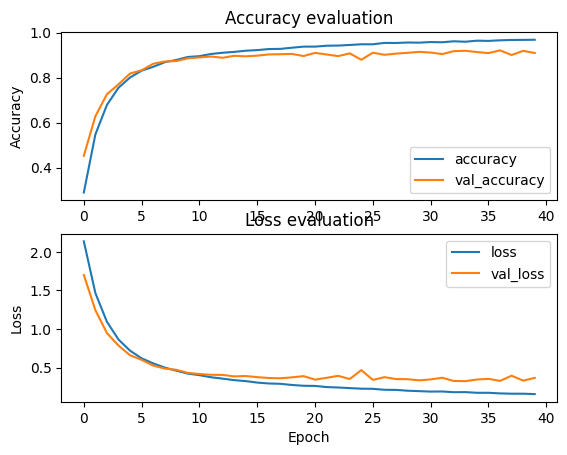 Accuracy evaluation
1.0
0.8
0.6
0.4
Accuracy
accuracy
val_accuracy
0 5 10 15 20 25 30 35 40
Loss evaluation
2.0
1.5
1.0
0.5
Loss
loss
val_loss
0 5 10 15 20 25 30 35 40
Epoch